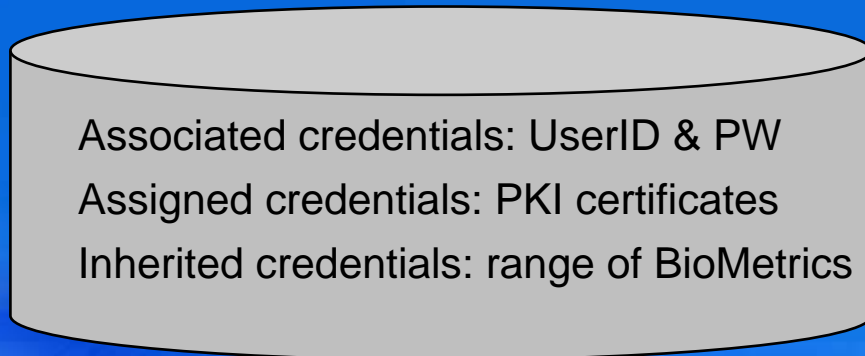 Associated credentials: UserID & PW
Assigned credentials: PKI certificates
Inherited credentials: range of BioMetrics